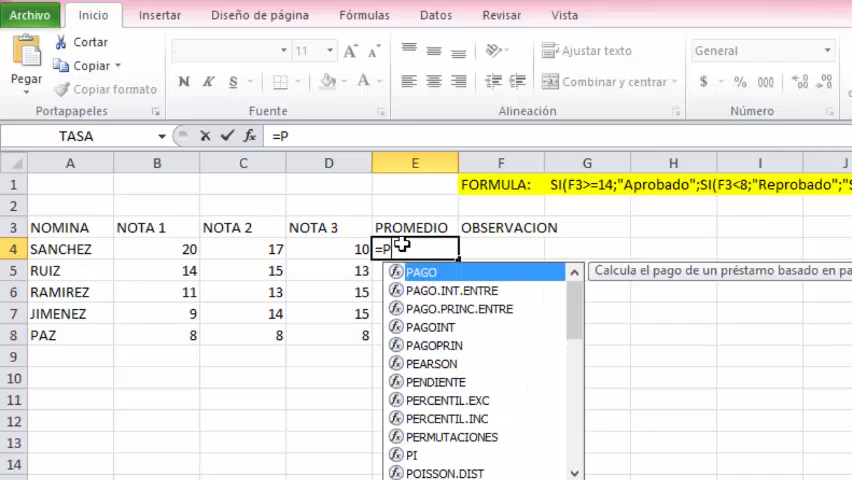 Archivo Inicio Insertar Diseño de página Fórmulas Datos Revisar Vista
Cortar
Copiar
Copiar formato
Pegar
11
N K S
Ajustar texto
Combinar y centrar
General
$ % 000
Portapapeles Fuente Alineación Número
TASA =P
A B C D E F G H I J
1 FORMULA: SI(F3>=14;"Aprobado";SI(F3<8;"Reprobado";"S
2
3 NOMINA NOTA 1 NOTA 2 NOTA 3 PROMEDIO OBSERVACION
4 SANCHEZ 20 17 10 =P
5 RUIZ 14 15 13
6 RAMIREZ 11 13 15
7 JIMENEZ 9 14 15
8 PAZ 8 8 8
9
10
11
12
13
14
PAGO
Calcula el pago de un préstamo basado en pa
PAGO.INT.ENTRE
PAGO.PRINC.ENTRE
PAGOINT
PAGOPRIN
PEARSON
PENDIENTE
PERCENTIL.EXC
PERCENTIL.INC
PERMUTACIONES
PI
POISSON.DIST